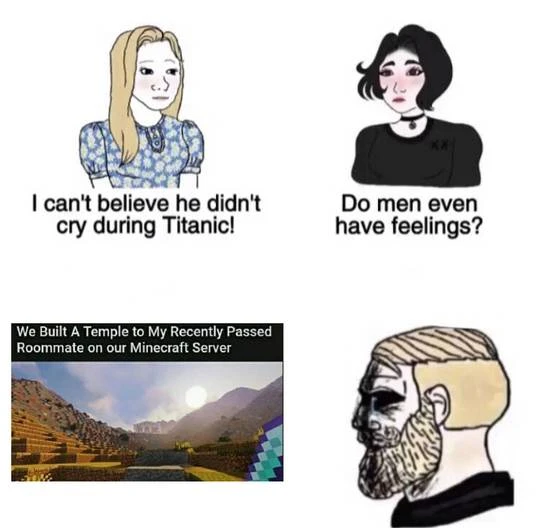 I can't believe he didn't
cry during Titanic!
Do men even
have feelings?
We Built A Temple to My Recently Passed
Roommate on our Minecraft Server